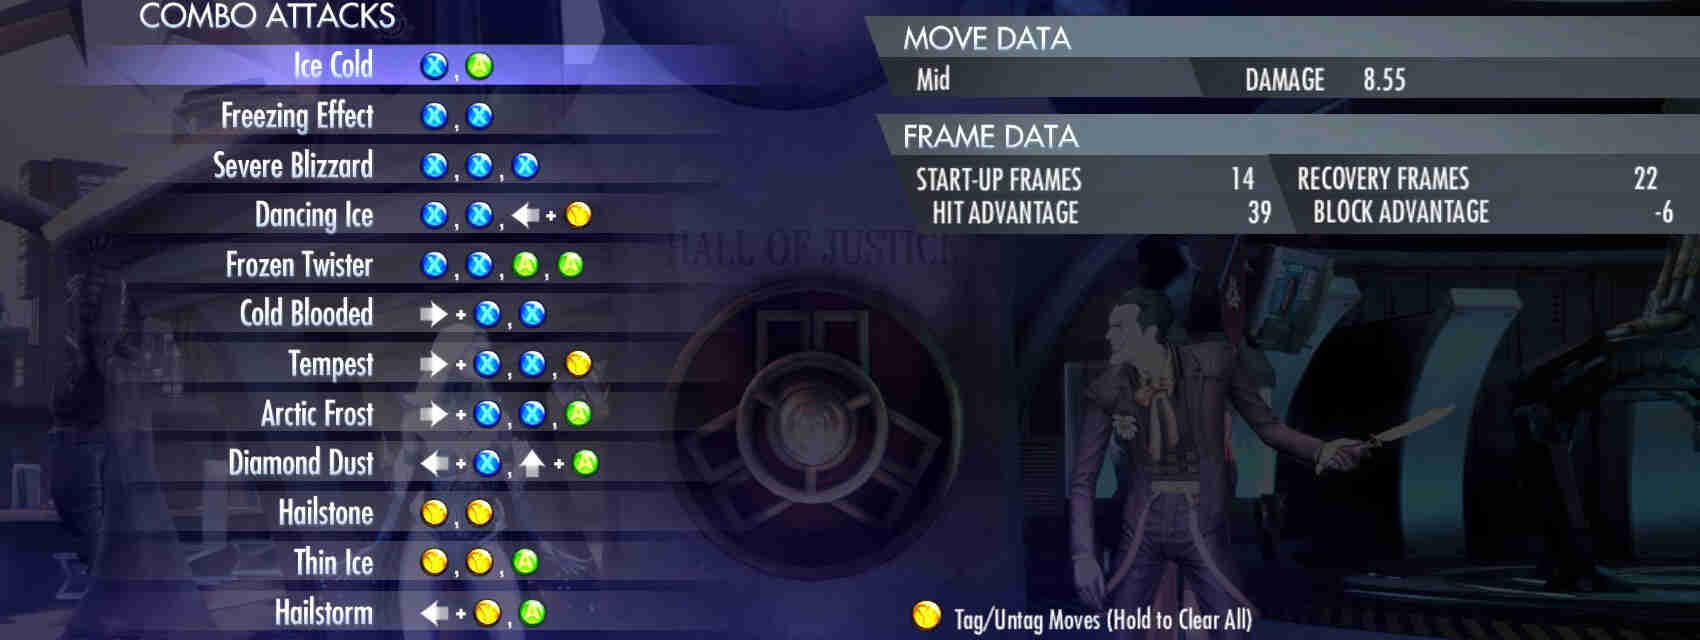 COMBO ATTACKS
Ice Cold X , A
Freezing Effect X , X
Severe Blizzard X , X , X
Dancing Ice X , X , ← + Y
Frozen Twister X , X , A , A
Cold Blooded → + X , X
Tempest → + X , X , Y
Arctic Frost → + X , X , A
Diamond Dust ← + X , ↑ + A
Hailstone Y , Y
Thin Ice Y , Y , A
Hailstorm ← + Y , A
MOVE DATA
Mid DAMAGE 8.55
FRAME DATA
START-UP FRAMES 14 RECOVERY FRAMES 22
HIT ADVANTAGE 39 BLOCK ADVANTAGE -6
HALL OF JUSTICE
Y Tag/Untag Moves (Hold to Clear All)